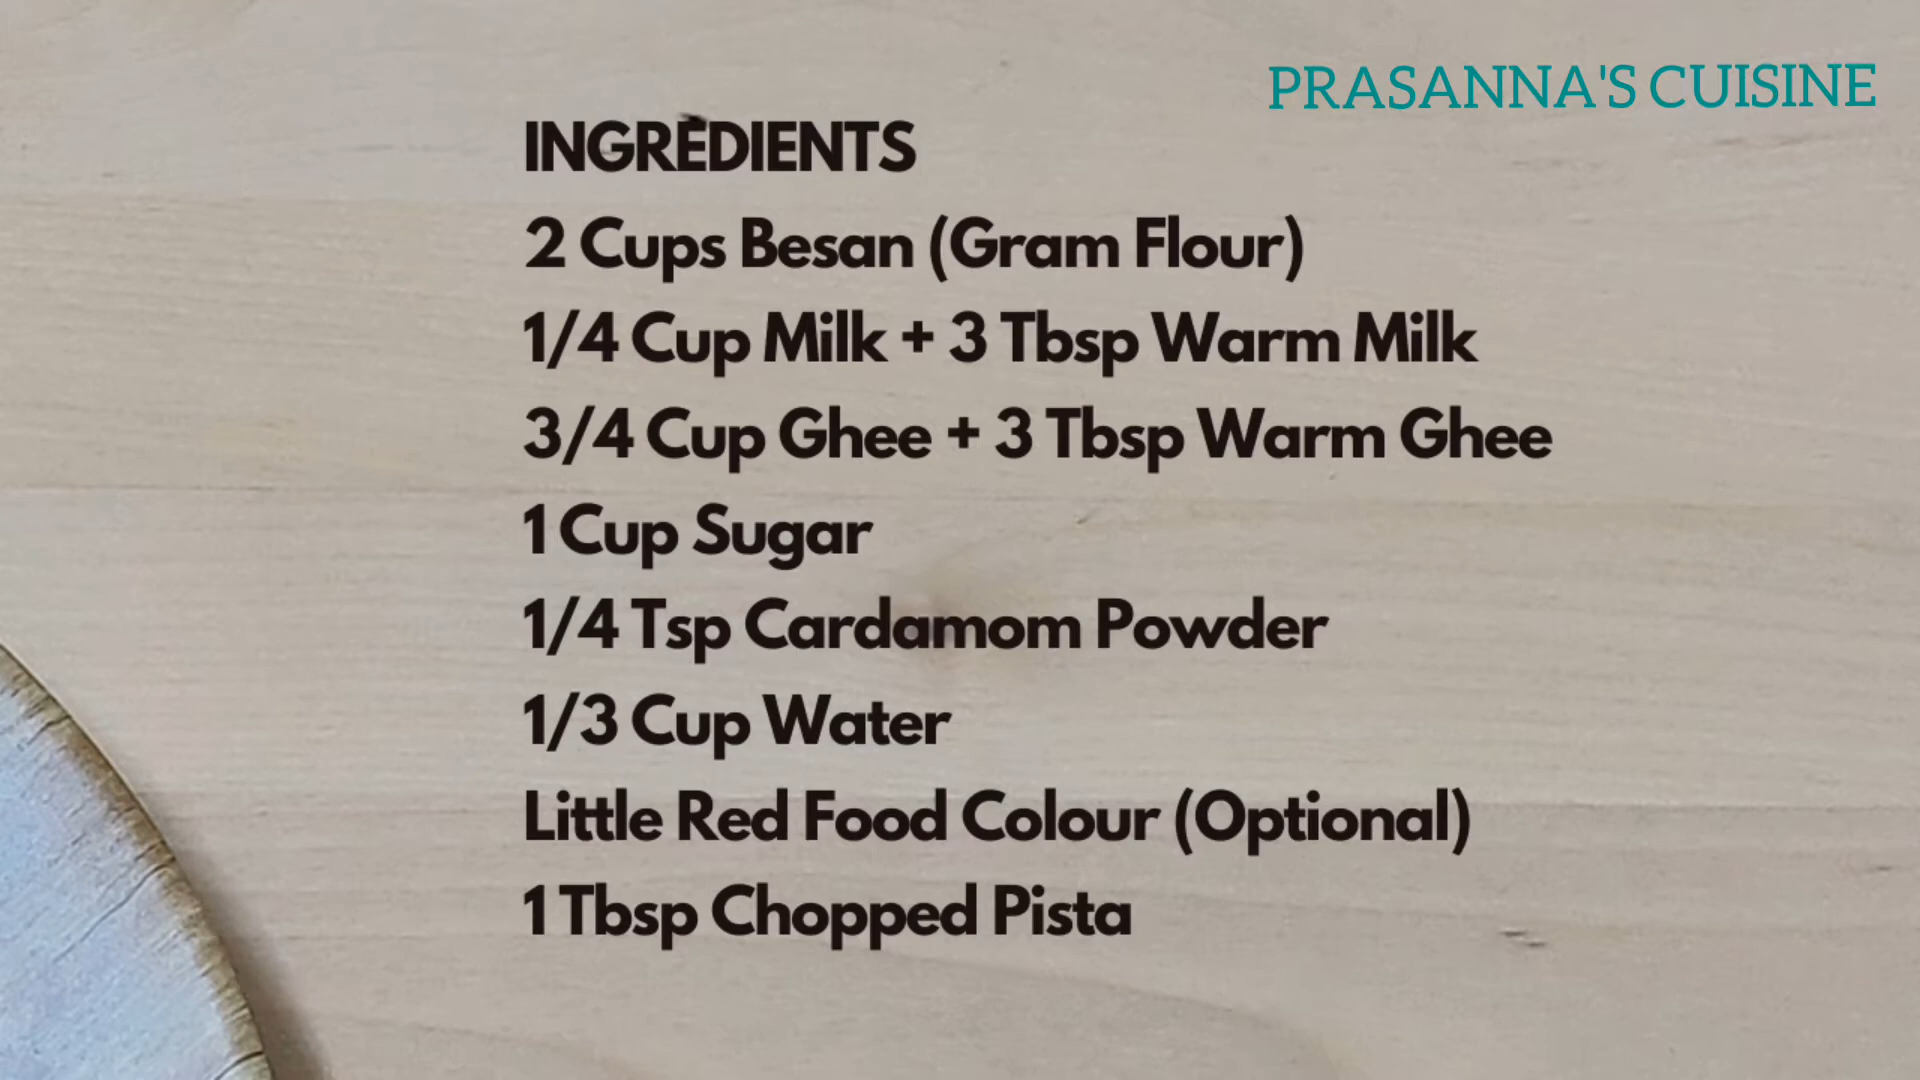 PRASANNA'S CUISINE
INGREDIENTS
2 Cups Besan (Gram Flour)
1/4 Cup Milk + 3 Tbsp Warm Milk
3/4 Cup Ghee + 3 Tbsp Warm Ghee
1 Cup Sugar
1/4 Tsp Cardamom Powder
1/3 Cup Water
Little Red Food Colour (Optional)
1 Tbsp Chopped Pista